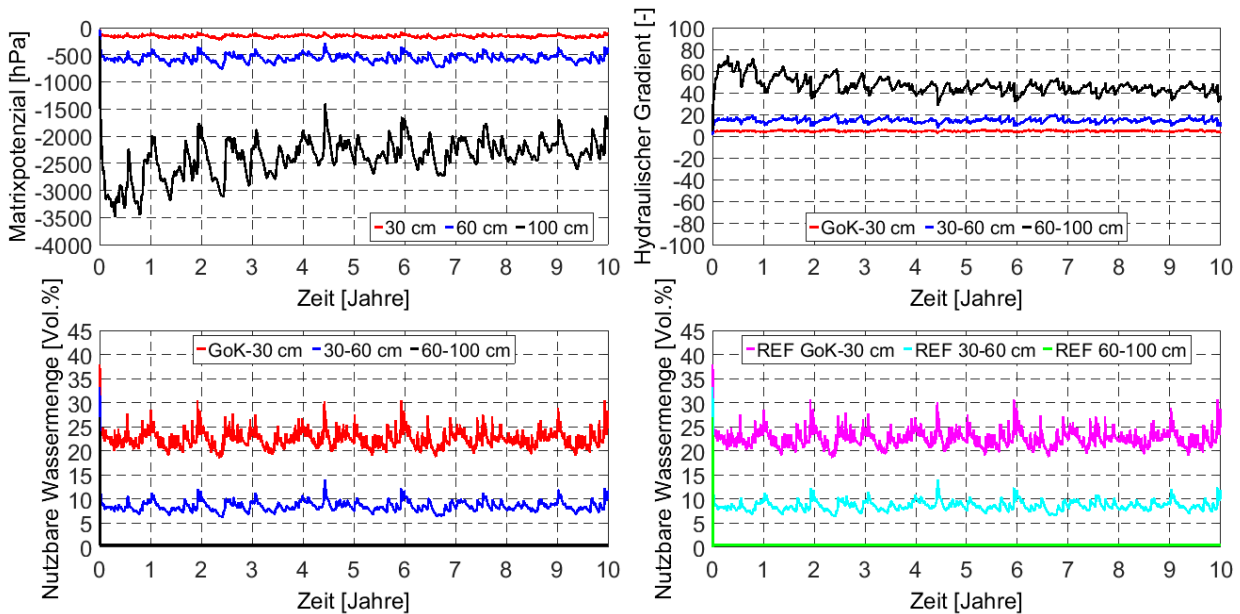 Matrixpotenzial [hPa]
0
-500
-1000
-1500
-2000
-2500
-3000
-3500
-4000
30 cm 60 cm 100 cm
0 1 2 3 4 5 6 7 8 9 10
Zeit [Jahre]
Hydraulischer Gradient [-]
100
80
60
40
20
0
-20
-40
-60
-80
-100
GoK-30 cm 30-60 cm 60-100 cm
0 1 2 3 4 5 6 7 8 9 10
Zeit [Jahre]
Nutzbare Wassermenge [Vol.%]
45
40
35
30
25
20
15
10
5
0
GoK-30 cm 30-60 cm 60-100 cm
0 1 2 3 4 5 6 7 8 9 10
Zeit [Jahre]
Nutzbare Wassermenge [Vol.%]
45
40
35
30
25
20
15
10
5
0
REF GoK-30 cm REF 30-60 cm REF 60-100 cm
0 1 2 3 4 5 6 7 8 9 10
Zeit [Jahre]